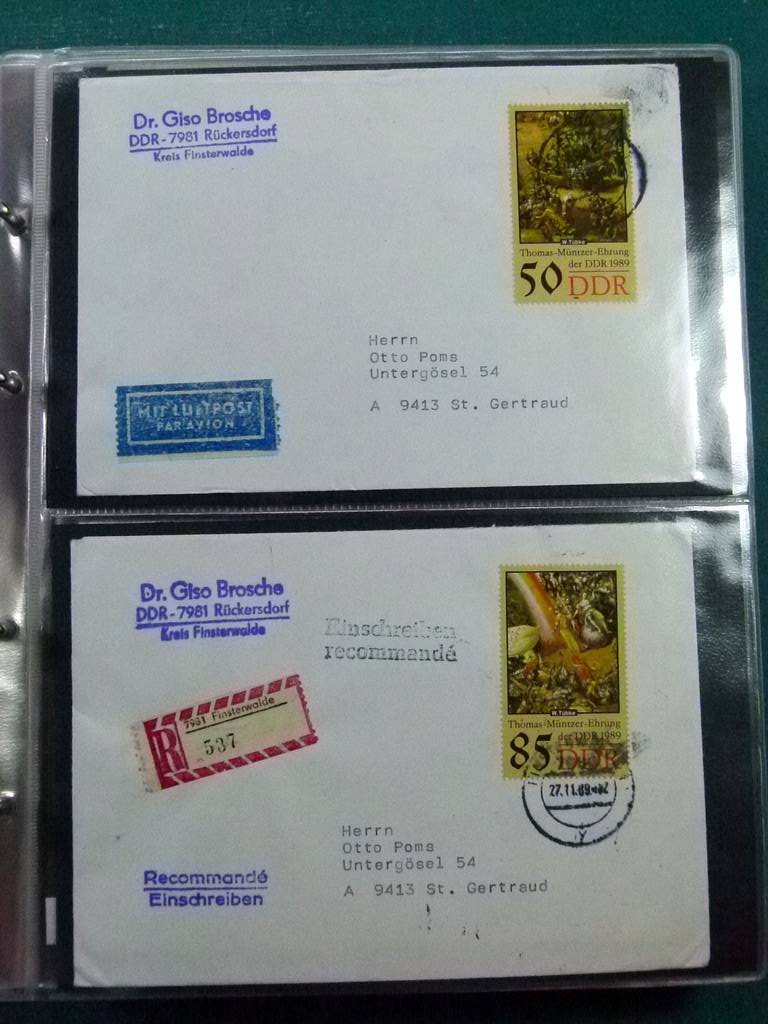 Dr. Giso Brosche
DDR-7981 Rückersdorf
Kreis Finsterwalde
W. Tübke
Thomas-Müntzer-Ehrung
der DDR 1989
50 DDR
Herrn
Otto Poms
Untergösel 54
A 9413 St. Gertraud
MIT LUFTPOST
PAR AVION
Dr. Giso Brosche
DDR-7981 Rückersdorf
Kreis Finsterwalde
Einschreiben
recommandé
W. Tübke
Thomas-Müntzer-Ehrung
der DDR 1989
85 DDR
27.11.89
7981 Finsterwalde
R 537
Herrn
Otto Poms
Untergösel 54
A 9413 St. Gertraud
Recommandé
Einschreiben